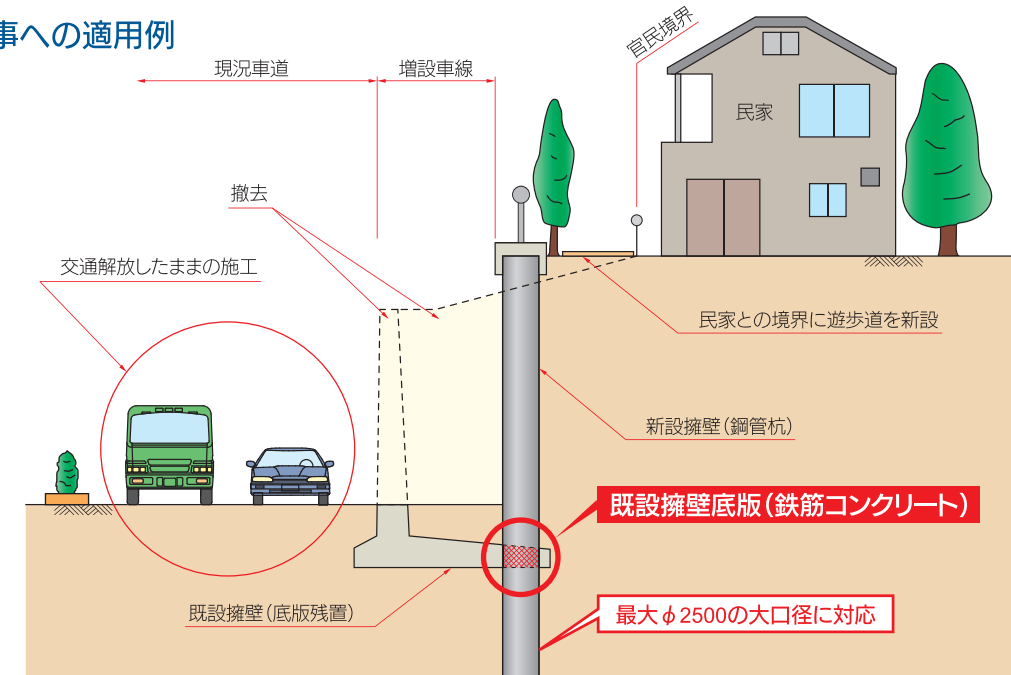 事への適用例
官民境界
現況車道
増設車線
民家
撤去
交通解放したままの施工
民家との境界に遊歩道を新設
新設擁壁（鋼管杭）
既設擁壁底版（鉄筋コンクリート）
既設擁壁（底版残置）
最大φ2500の大口径に対応